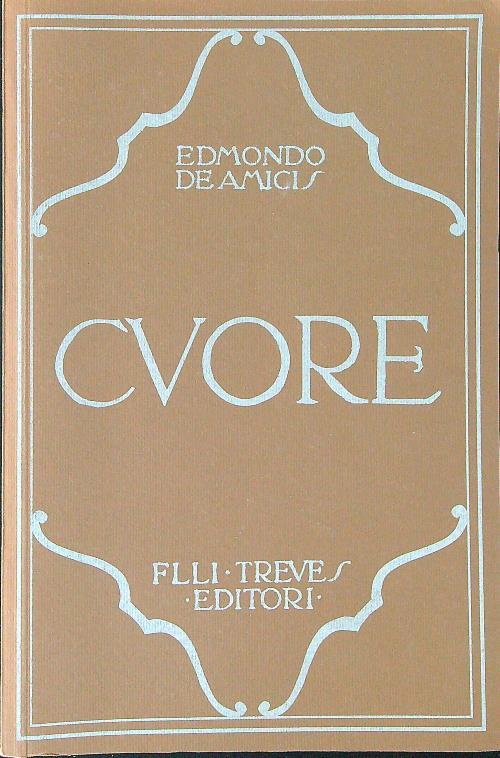 EDMONDO
DE AMICIS
CVORE
FLLI · TREVES
· EDITORI ·